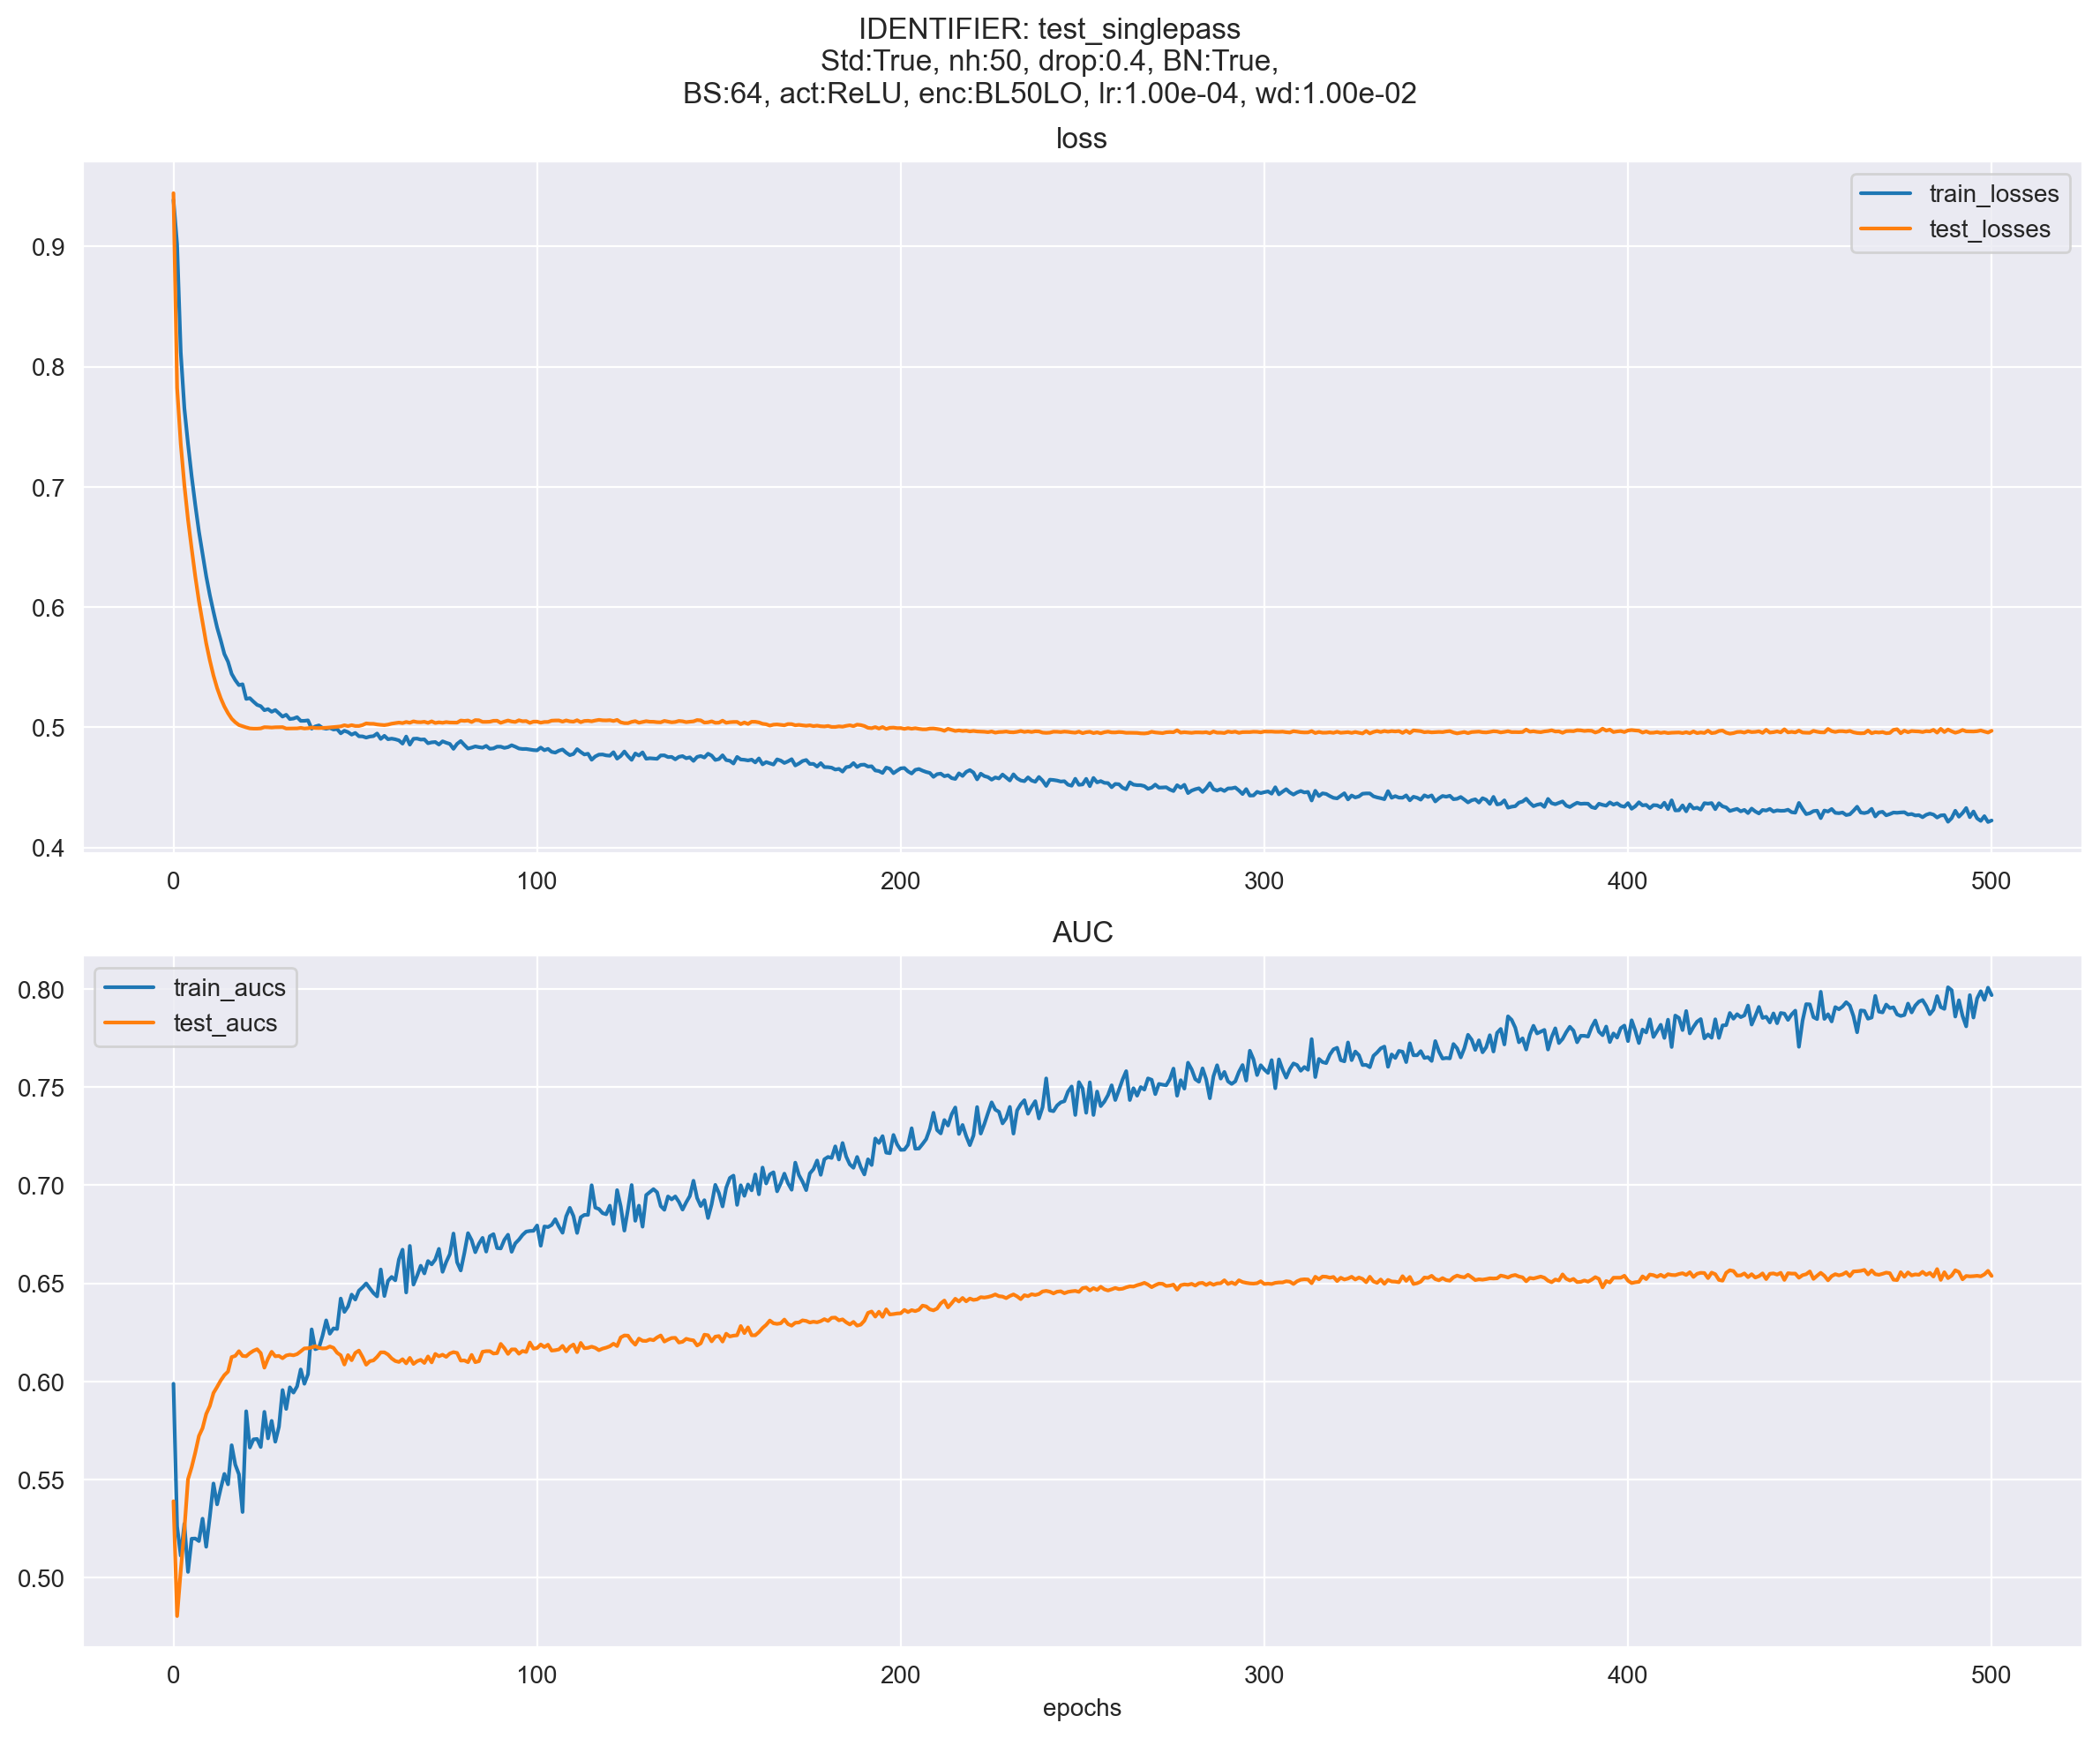 IDENTIFIER: test_singlepass
Std:True, nh:50, drop:0.4, BN:True,
BS:64, act:ReLU, enc:BL50LO, lr:1.00e-04, wd:1.00e-02
loss
train_losses
test_losses
0.9
0.8
0.7
0.6
0.5
0.4
0 100 200 300 400 500
AUC
train_aucs
test_aucs
0.80
0.75
0.70
0.65
0.60
0.55
0.50
0 100 200 300 400 500
epochs